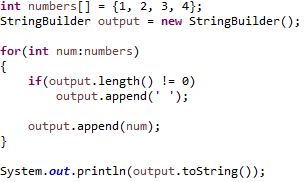 int numbers[] = {1, 2, 3, 4};
StringBuilder output = new StringBuilder();
for(int num:numbers)
{
if(output.length() != 0)
output.append(' ');
output.append(num);
}
System.out.println(output.toString());